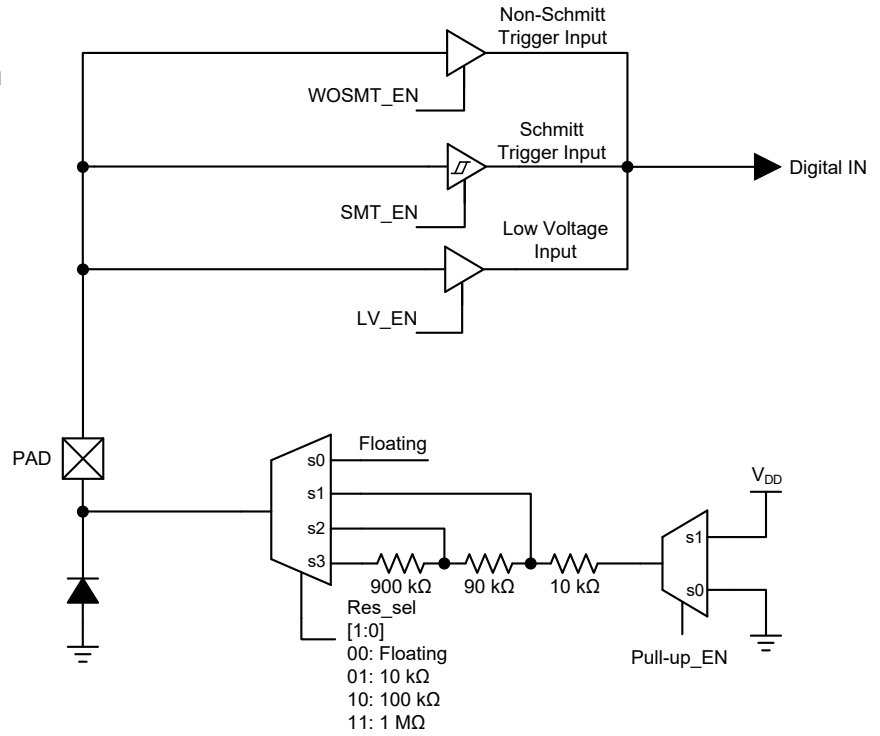 Non-Schmitt
Trigger Input
WOSMT_EN
Schmitt
Trigger Input
Digital IN
SMT_EN
Low Voltage
Input
LV_EN
PAD
Floating
s0
s1
s2
s3
900 kΩ
90 kΩ
10 kΩ
VDD
s1
s0
Pull-up_EN
Res_sel
[1:0]
00: Floating
01: 10 kΩ
10: 100 kΩ
11: 1 MΩ